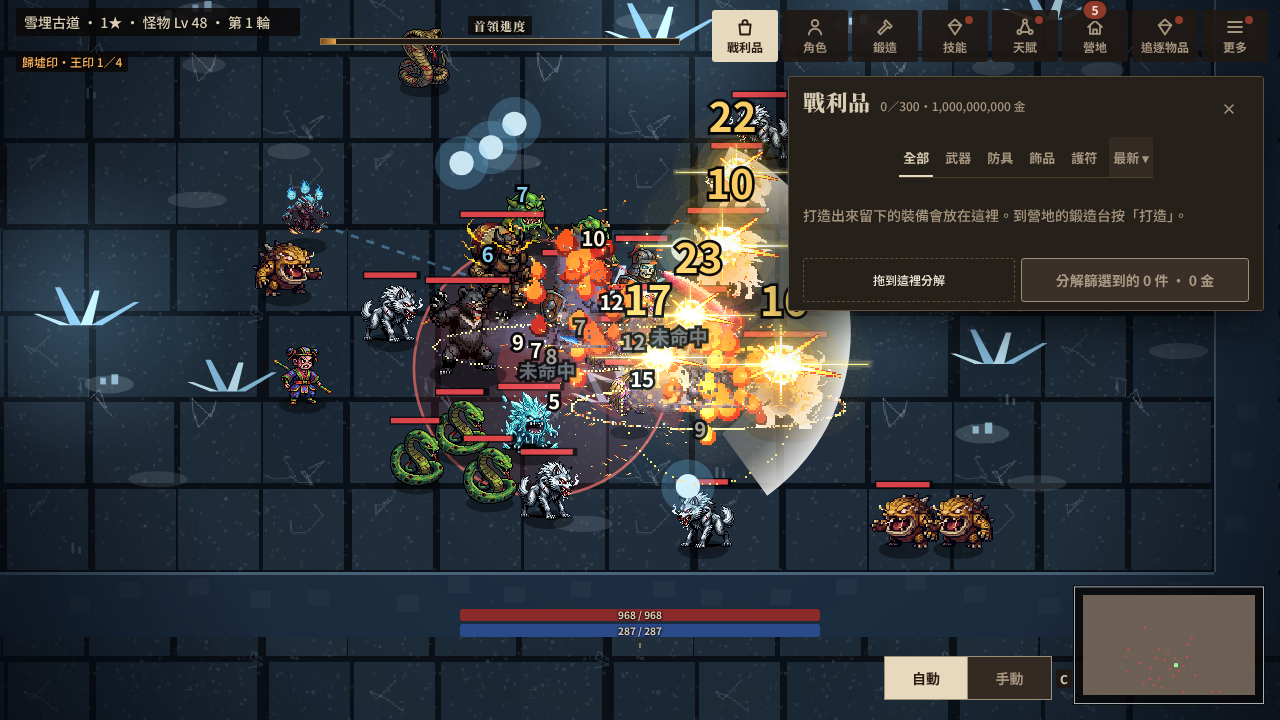 雪埋古道 • 1★ • 怪物 Lv 48 • 第 1 輪
歸墟印・王印 1／4
首領進度
戰利品
角色
鍛造
技能
天賦
5
營地
追逐物品
更多
戰利品 0／300・1,000,000,000 金 ×
全部 武器 防具 飾品 護符 最新 ▾
打造出來留下的裝備會放在這裡。到營地的鍛造台按「打造」。
拖到這裡分解
分解篩選到的 0 件 ・ 0 金
22
10
7
10
23
6
12
17
7
9
7
8
12
未命中
未命中
15
5
9
968 / 968
287 / 287
自動
手動
C